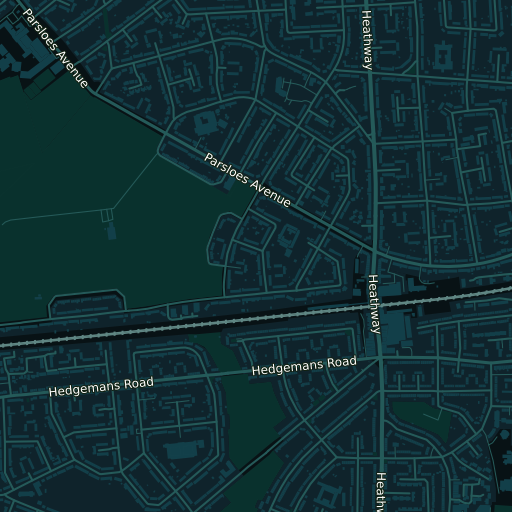 Parsloes Avenue
Heathway
Parsloes Avenue
Heathway
Hedgemans Road
Hedgemans Road
Heathw